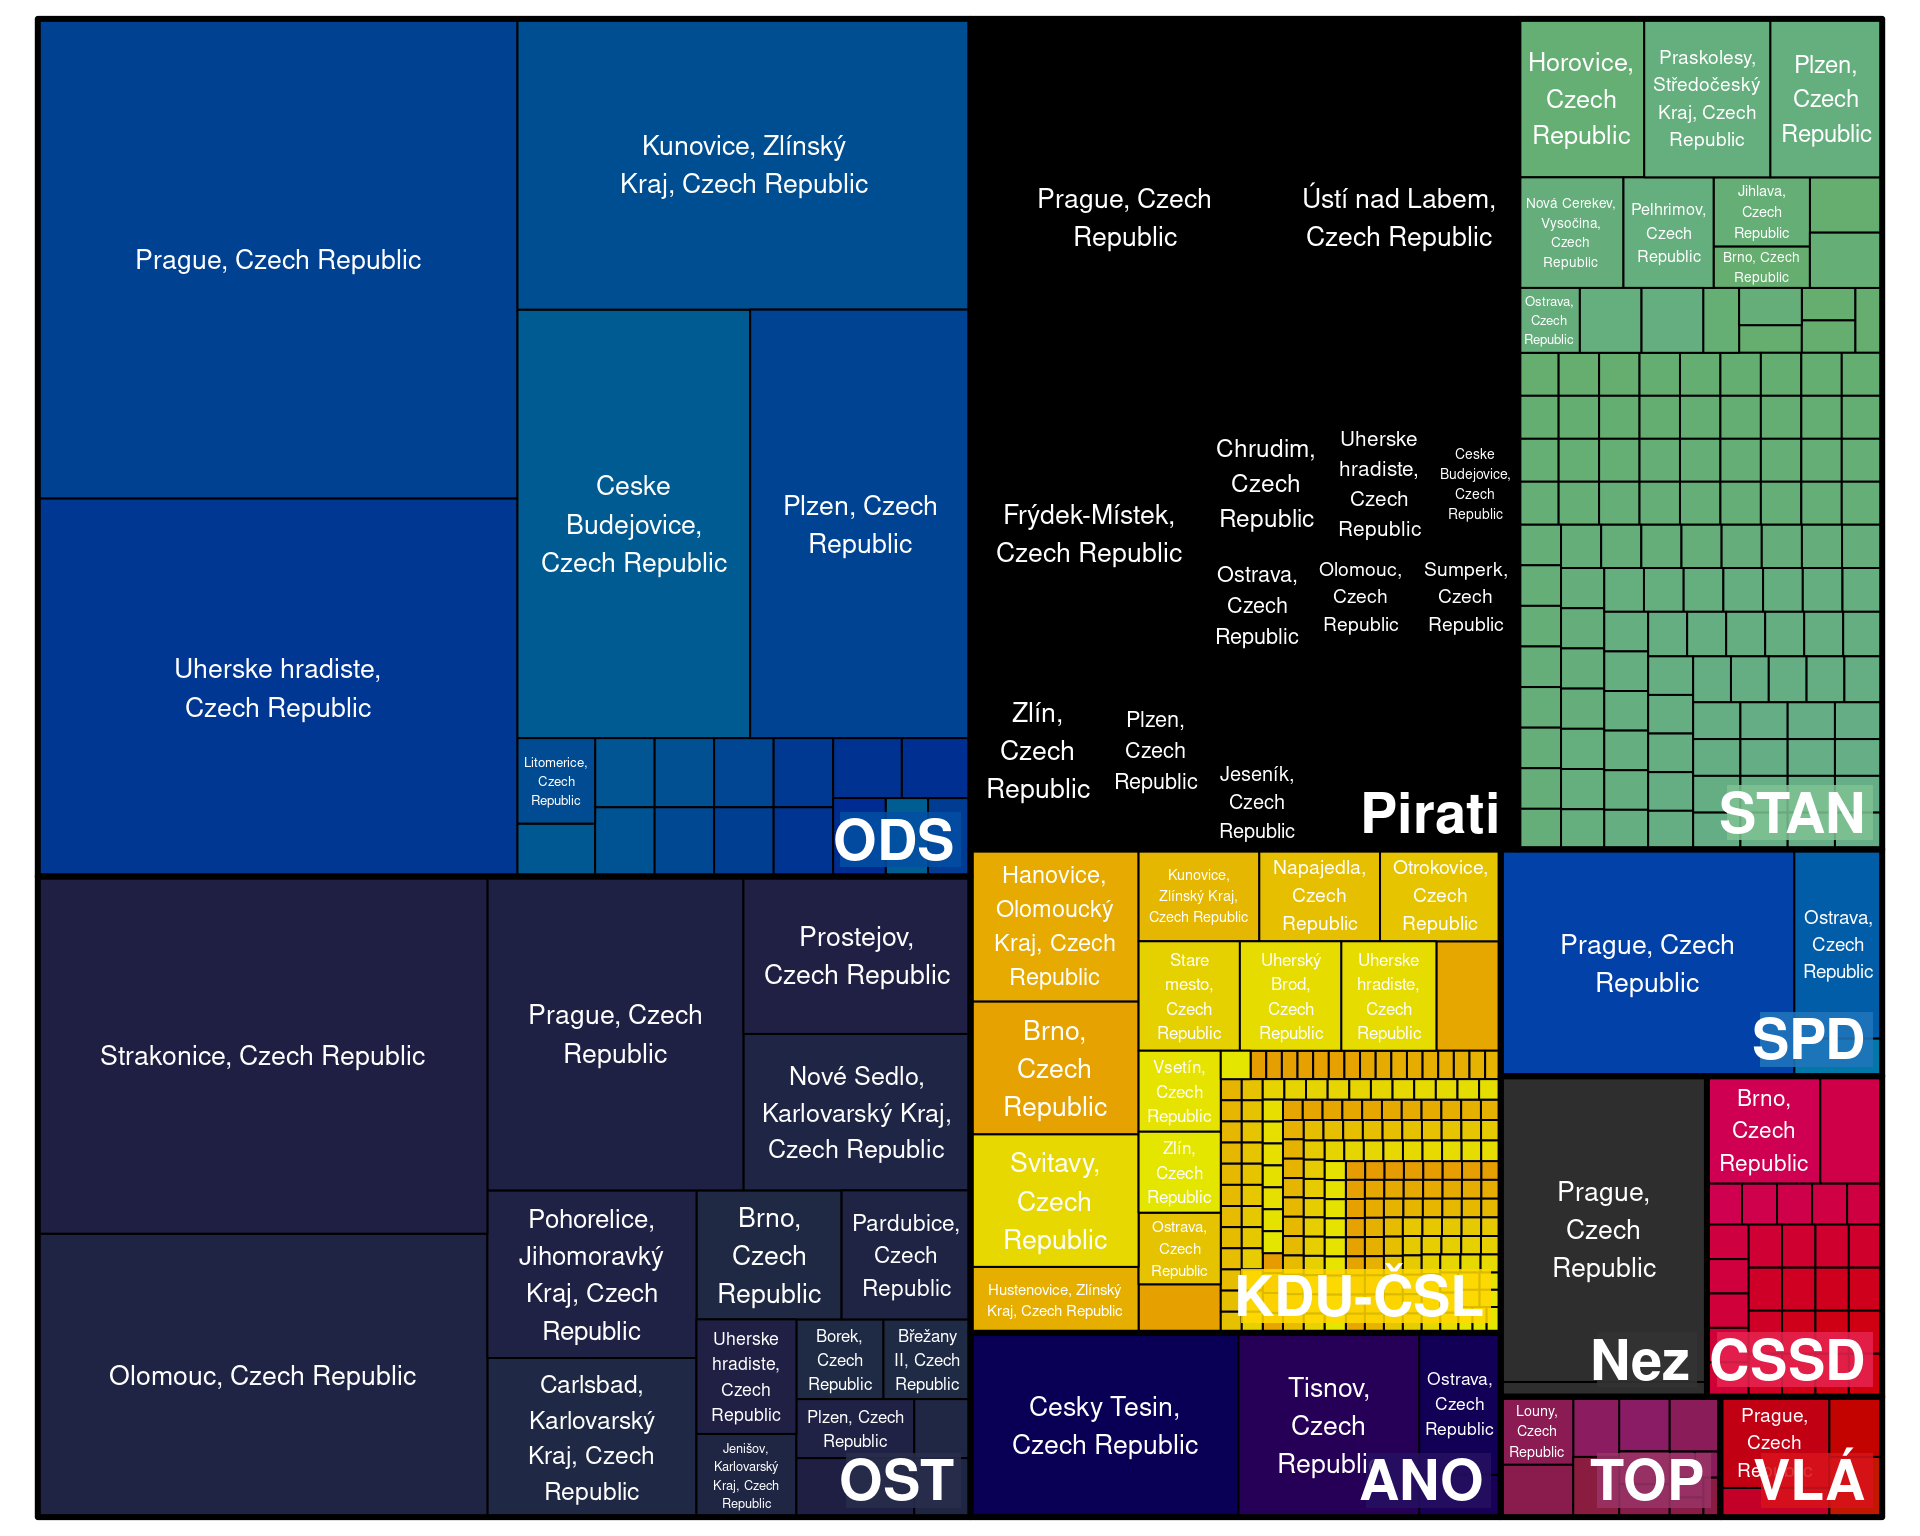 Prague, Czech Republic
Uherske hradiste,
Czech Republic
Kunovice, Zlínský
Kraj, Czech Republic
Ceske
Budejovice,
Czech Republic
Plzen, Czech
Republic
Litomerice,
Czech
Republic
ODS
Prague, Czech
Republic
Ústí nad Labem,
Czech Republic
Frýdek-Místek,
Czech Republic
Chrudim,
Czech
Republic
Uherske
hradiste,
Czech
Republic
Ceske
Budejovice,
Czech
Republic
Ostrava,
Czech
Republic
Olomouc,
Czech
Republic
Sumperk,
Czech
Republic
Zlín,
Czech
Republic
Plzen,
Czech
Republic
Jeseník,
Czech
Republic
Pirati
Horovice,
Czech
Republic
Praskolesy,
Středočeský
Kraj, Czech
Republic
Plzen,
Czech
Republic
Nová Cerekev,
Vysočina,
Czech
Republic
Pelhrimov,
Czech
Republic
Jihlava,
Czech
Republic
Brno, Czech
Republic
Ostrava,
Czech
Republic
STAN
Strakonice, Czech Republic
Olomouc, Czech Republic
Prague, Czech
Republic
Prostejov,
Czech Republic
Nové Sedlo,
Karlovarský Kraj,
Czech Republic
Pohorelice,
Jihomoravký
Kraj, Czech
Republic
Brno,
Czech
Republic
Pardubice,
Czech
Republic
Carlsbad,
Karlovarský
Kraj, Czech
Republic
Uherske
hradiste,
Czech
Republic
Borek,
Czech
Republic
Břežany
II, Czech
Republic
Plzen, Czech
Republic
Jenišov,
Karlovarský
Kraj, Czech
Republic
OST
Hanovice,
Olomoucký
Kraj, Czech
Republic
Brno,
Czech
Republic
Svitavy,
Czech
Republic
Hustenovice, Zlínský
Kraj, Czech Republic
Kunovice,
Zlínský Kraj,
Czech Republic
Napajedla,
Czech
Republic
Otrokovice,
Czech
Republic
Stare
mesto,
Czech
Republic
Uherský
Brod,
Czech
Republic
Uherske
hradiste,
Czech
Republic
Vsetín,
Czech
Republic
Zlín,
Czech
Republic
Ostrava,
Czech
Republic
KDU-ČSL
Cesky Tesin,
Czech Republic
Tisnov,
Czech
Republic
Ostrava,
Czech
Republic
ANO
Prague, Czech
Republic
Ostrava,
Czech
Republic
SPD
Prague,
Czech
Republic
Nez
Brno,
Czech
Republic
CSSD
Louny,
Czech
Republic
TOP
Prague,
Czech
Republic
VLÁ